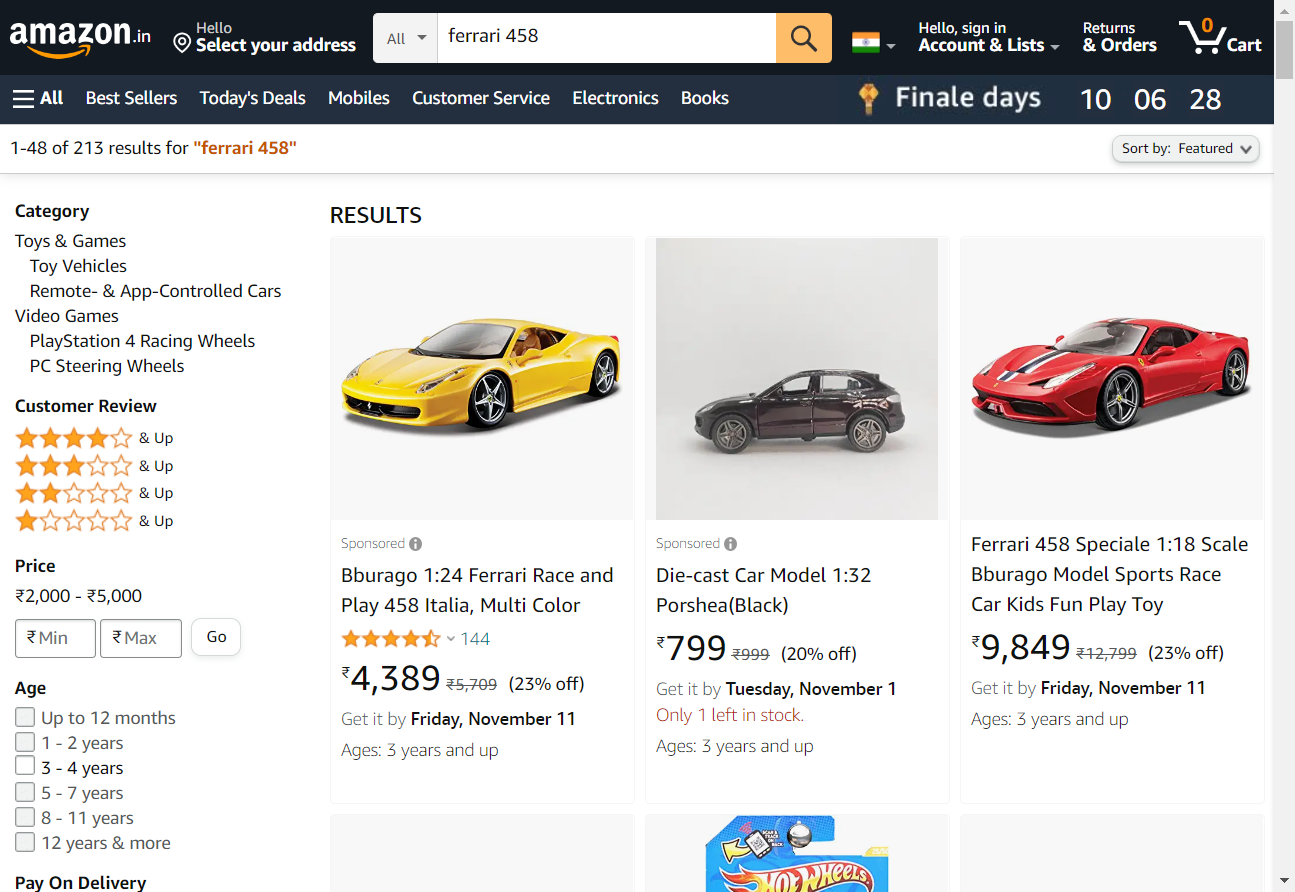 amazon.in
Hello
Select your address
All
ferrari 458
Hello, sign in
Account & Lists
Returns
& Orders
0
Cart
All
Best Sellers
Today's Deals
Mobiles
Customer Service
Electronics
Books
Finale days
10 06 28
1-48 of 213 results for "ferrari 458"
Sort by: Featured
Category
Toys & Games
Toy Vehicles
Remote- & App-Controlled Cars
Video Games
PlayStation 4 Racing Wheels
PC Steering Wheels
Customer Review
& Up
& Up
& Up
& Up
Price
₹2,000 - ₹5,000
₹ Min
₹ Max
Go
Age
Up to 12 months
1 - 2 years
3 - 4 years
5 - 7 years
8 - 11 years
12 years & more
Pay On Delivery
RESULTS
Sponsored
Bburago 1:24 Ferrari Race and
Play 458 Italia, Multi Color
144
₹4,389 ₹5,709 (23% off)
Get it by Friday, November 11
Ages: 3 years and up
Sponsored
Die-cast Car Model 1:32
Porshea(Black)
₹799 ₹999 (20% off)
Get it by Tuesday, November 1
Only 1 left in stock.
Ages: 3 years and up
Ferrari 458 Speciale 1:18 Scale
Bburago Model Sports Race
Car Kids Fun Play Toy
₹9,849 ₹12,799 (23% off)
Get it by Friday, November 11
Ages: 3 years and up
HOT WHEELS